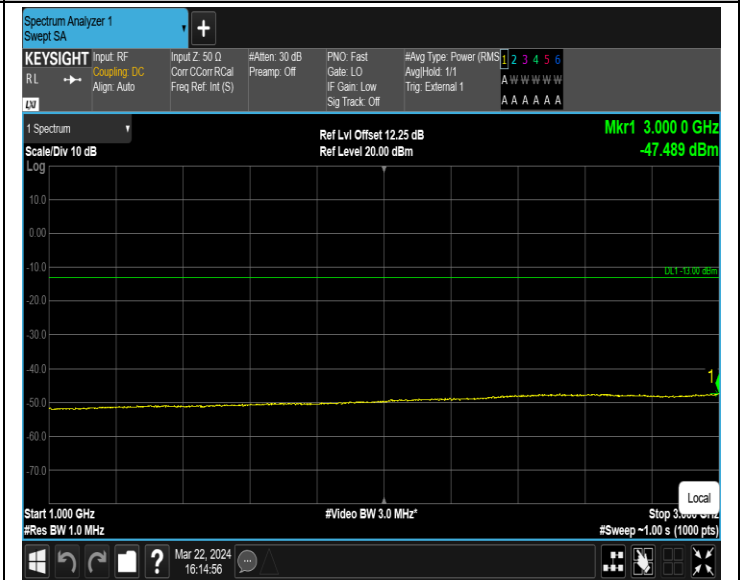 Spectrum Analyzer 1
Swept SA
+
KEYSIGHT
R L
LXI
Input: RF
Coupling: DC
Align: Auto
Input Z: 50 Ω
Corr CCorr RCal
Freq Ref: Int (S)
#Atten: 30 dB
Preamp: Off
PNO: Fast
Gate: LO
IF Gain: Low
Sig Track: Off
#Avg Type: Power (RMS
Avg|Hold: 1/1
Trig: External 1
1 2 3 4 5 6
A W W W W W
A A A A A A
1 Spectrum
Scale/Div 10 dB
Log
Ref Lvl Offset 12.25 dB
Ref Level 20.00 dBm
Mkr1 3.000 0 GHz
-47.489 dBm
10.0
0.00
-10.0
DL1 -13.00 dBm
-20.0
-30.0
-40.0
1
-50.0
-60.0
-70.0
Local
Start 1.000 GHz
#Video BW 3.0 MHz*
Stop 3.000 GHz
#Res BW 1.0 MHz
#Sweep ~1.00 s (1000 pts)
?
Mar 22, 2024
16:14:56